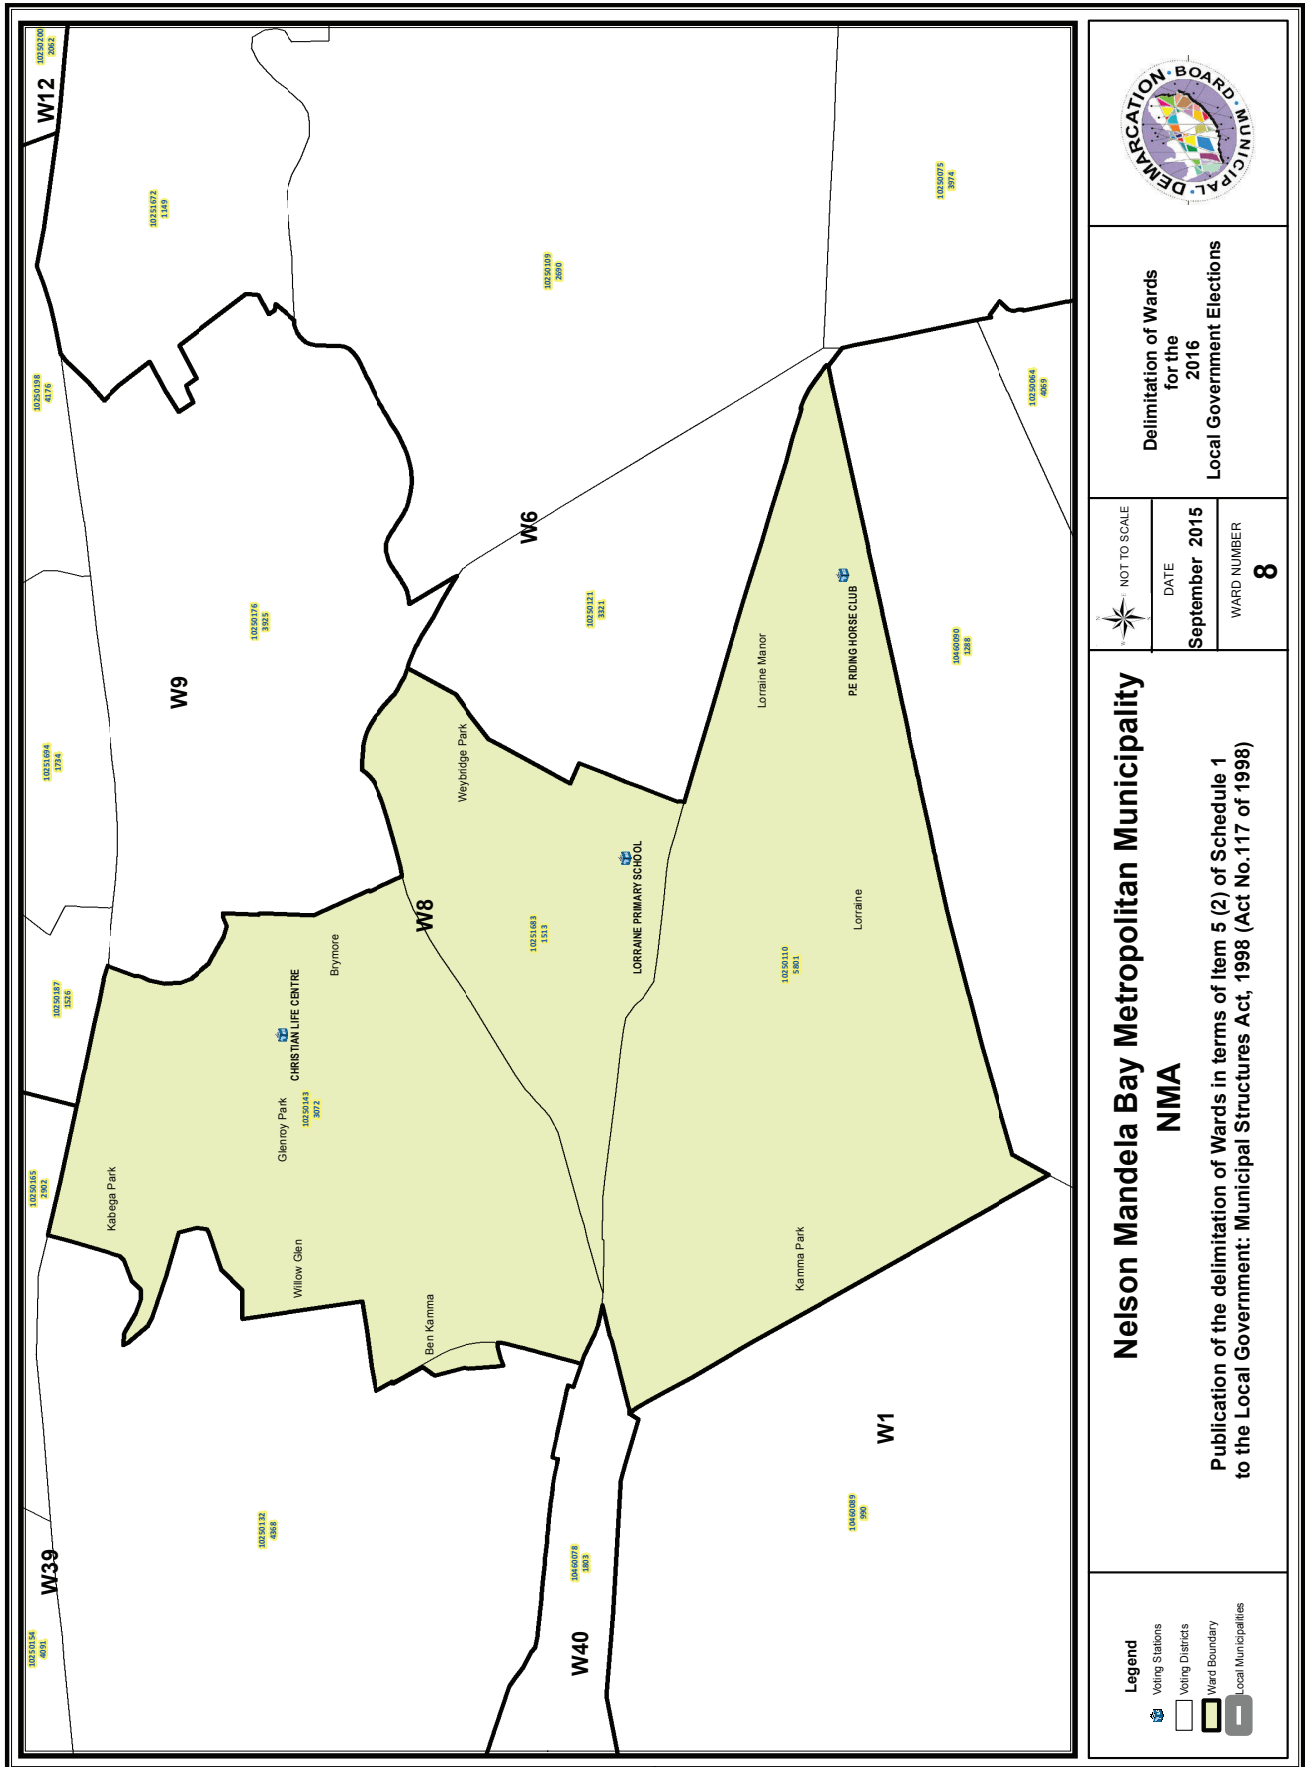 W39
10250154
4091
10250165
2902
10250187
1526
10251694
1734
10250198
4176
W12
10250200
2062
Kabega Park
10251672
1149
W9
10250176
3925
10250132
4368
Willow Glen
Glenroy Park
10250143
3072
CHRISTIAN LIFE CENTRE
Brymore
Ben Kamma
W8
Weybridge Park
W6
10250109
2690
10251683
1513
10250121
3321
W40
10460078
1803
LORRAINE PRIMARY SCHOOL
Lorraine Manor
10250110
5801
Kamma Park
Lorraine
P.E RIDING HORSE CLUB
10460089
990
W1
10460090
1288
10250075
3974
10250064
4069
Legend
Voting Stations
Voting Districts
Ward Boundary
Local Municipalities
Nelson Mandela Bay Metropolitan Municipality
NMA
Publication of the delimitation of Wards in terms of Item 5 (2) of Schedule 1
to the Local Government: Municipal Structures Act, 1998 (Act No.117 of 1998)
NOT TO SCALE
DATE
September 2015
WARD NUMBER
8
Delimitation of Wards
for the
2016
Local Government Elections
MUNICIPAL · DEMARCATION · BOARD ·